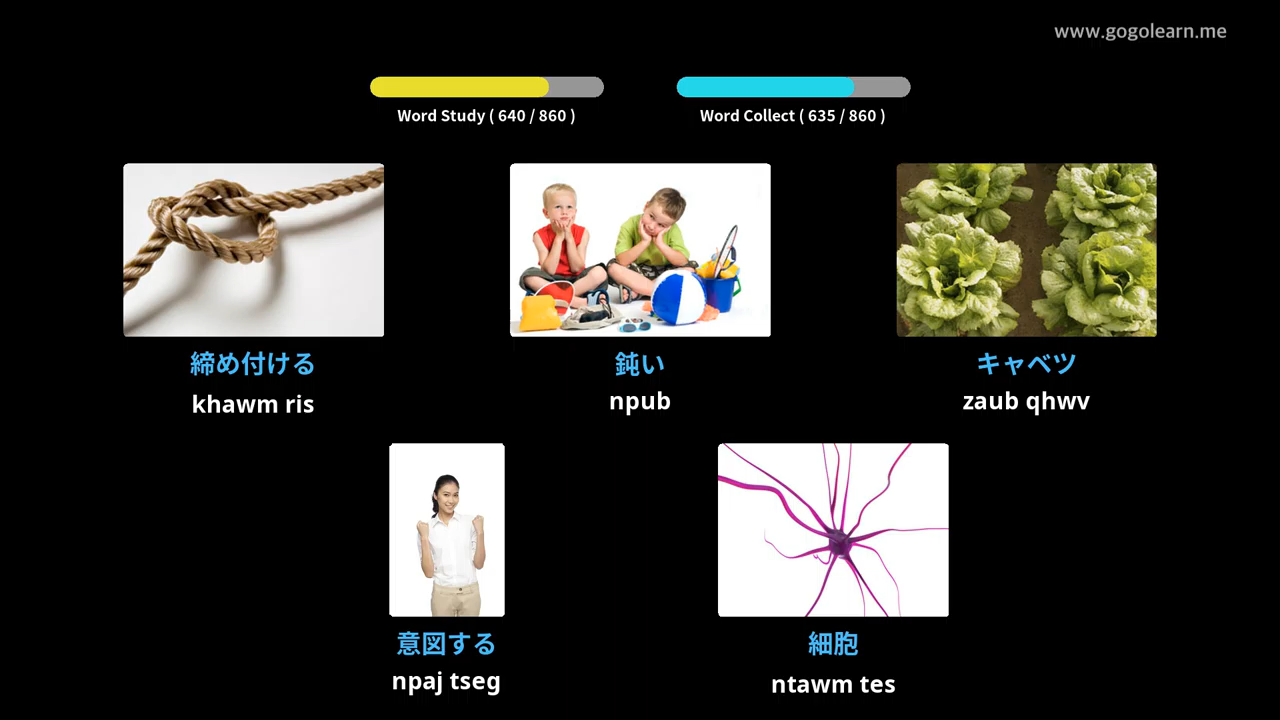 www.gogolearn.me
Word Study ( 640 / 860 )
Word Collect ( 635 / 860 )
締め付ける
khawm ris
鈍い
npub
キャベツ
zaub qhwv
意図する
npaj tseg
細胞
ntawm tes